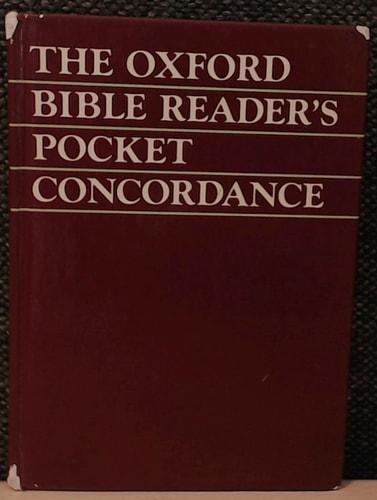 THE OXFORD
BIBLE READER'S
POCKET
CONCORDANCE